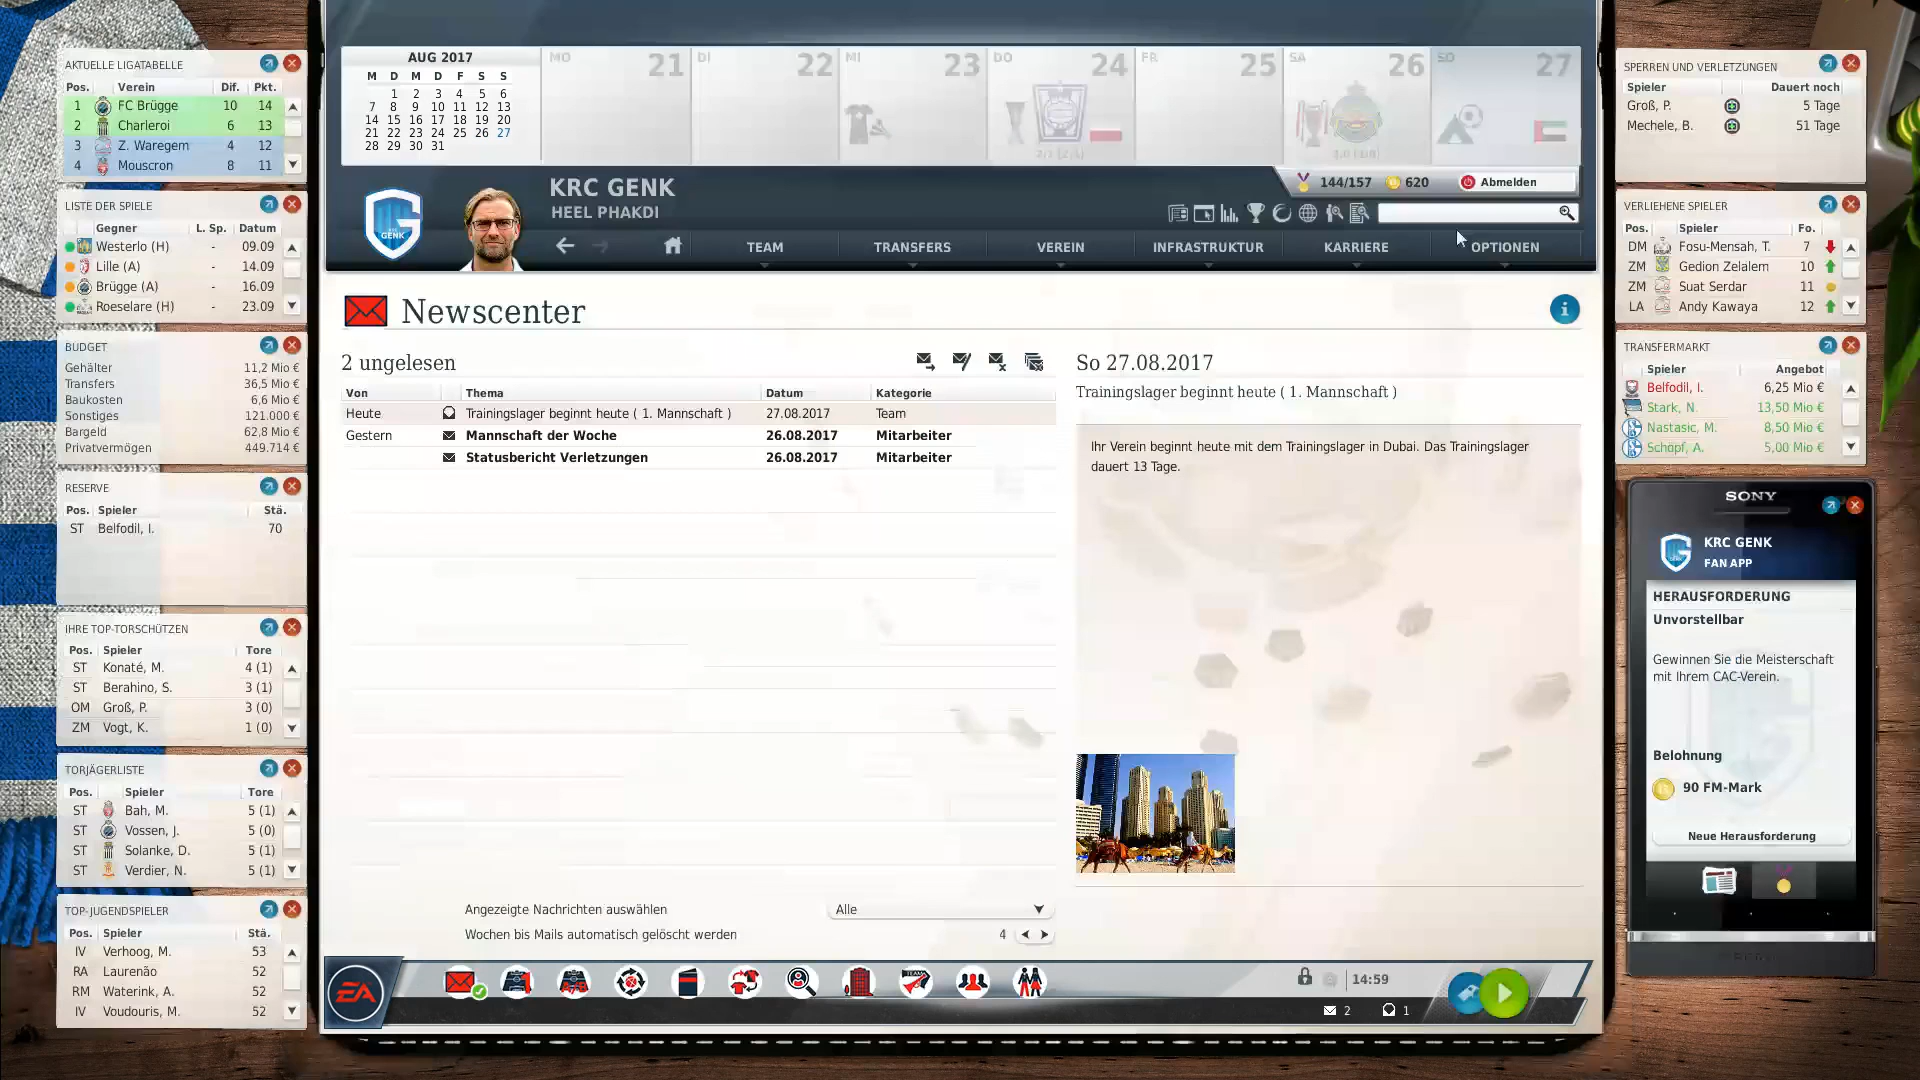 AKTUELLE LIGATABELLE
Pos. Verein Dif. Pkt.
1 FC Brügge 10 14
2 Charleroi 6 13
3 Z. Waregem 4 12
4 Mouscron 8 11
LISTE DER SPIELE
Gegner L. Sp. Datum
Westerlo (H) - 09.09
Lille (A) - 14.09
Brügge (A) - 16.09
Roeselare (H) - 23.09
BUDGET
Gehälter 11,2 Mio €
Transfers 36,5 Mio €
Baukosten 6,6 Mio €
Sonstiges 121.000 €
Bargeld 62,8 Mio €
Privatvermögen 449.714 €
RESERVE
Pos. Spieler Stä.
ST Belfodil, I. 70
IHRE TOP-TORSCHÜTZEN
Pos. Spieler Tore
ST Konaté, M. 4 (1)
ST Berahino, S. 3 (1)
OM Groß, P. 3 (0)
ZM Vogt, K. 1 (0)
TORJÄGERLISTE
Pos. Spieler Tore
ST Bah, M. 5 (1)
ST Vossen, J. 5 (0)
ST Solanke, D. 5 (1)
ST Verdier, N. 5 (1)
TOP-JUGENDSPIELER
Pos. Spieler Stä.
IV Verhoog, M. 53
RA Laurenão 52
RM Waterink, A. 52
IV Voudouris, M. 52
AUG 2017
M D M D F S S
1 2 3 4 5 6
7 8 9 10 11 12 13
14 15 16 17 18 19 20
21 22 23 24 25 26 27
28 29 30 31
MO 21 DI 22 MI 23 DO 24 FR 25 SA 26 SO 27
144/157 620 Abmelden
KRC GENK
HEEL PHAKDI
GENK
TEAM TRANSFERS VEREIN INFRASTRUKTUR KARRIERE OPTIONEN
Newscenter
2 ungelesen
Von Thema Datum Kategorie
Heute Trainingslager beginnt heute ( 1. Mannschaft ) 27.08.2017 Team
Gestern Mannschaft der Woche 26.08.2017 Mitarbeiter
Statusbericht Verletzungen 26.08.2017 Mitarbeiter
Angezeigte Nachrichten auswählen Alle
Wochen bis Mails automatisch gelöscht werden 4
So 27.08.2017
Trainingslager beginnt heute ( 1. Mannschaft )
Ihr Verein beginnt heute mit dem Trainingslager in Dubai. Das Trainingslager
dauert 13 Tage.
EA
A/B
14:59
2 1
SPERREN UND VERLETZUNGEN
Spieler Dauert noch
Groß, P. 5 Tage
Mechele, B. 51 Tage
VERLIEHENE SPIELER
Pos. Spieler Fo.
DM Fosu-Mensah, T. 7
ZM Gedion Zelalem 10
ZM Suat Serdar 11
LA Andy Kawaya 12
TRANSFERMARKT
Spieler Angebot
Belfodil, I. 6,25 Mio €
Stark, N. 13,50 Mio €
Nastasic, M. 8,50 Mio €
Schöpf, A. 5,00 Mio €
SONY
KRC GENK
FAN APP
HERAUSFORDERUNG
Unvorstellbar
Gewinnen Sie die Meisterschaft
mit Ihrem CAC-Verein.
Belohnung
90 FM-Mark
Neue Herausforderung